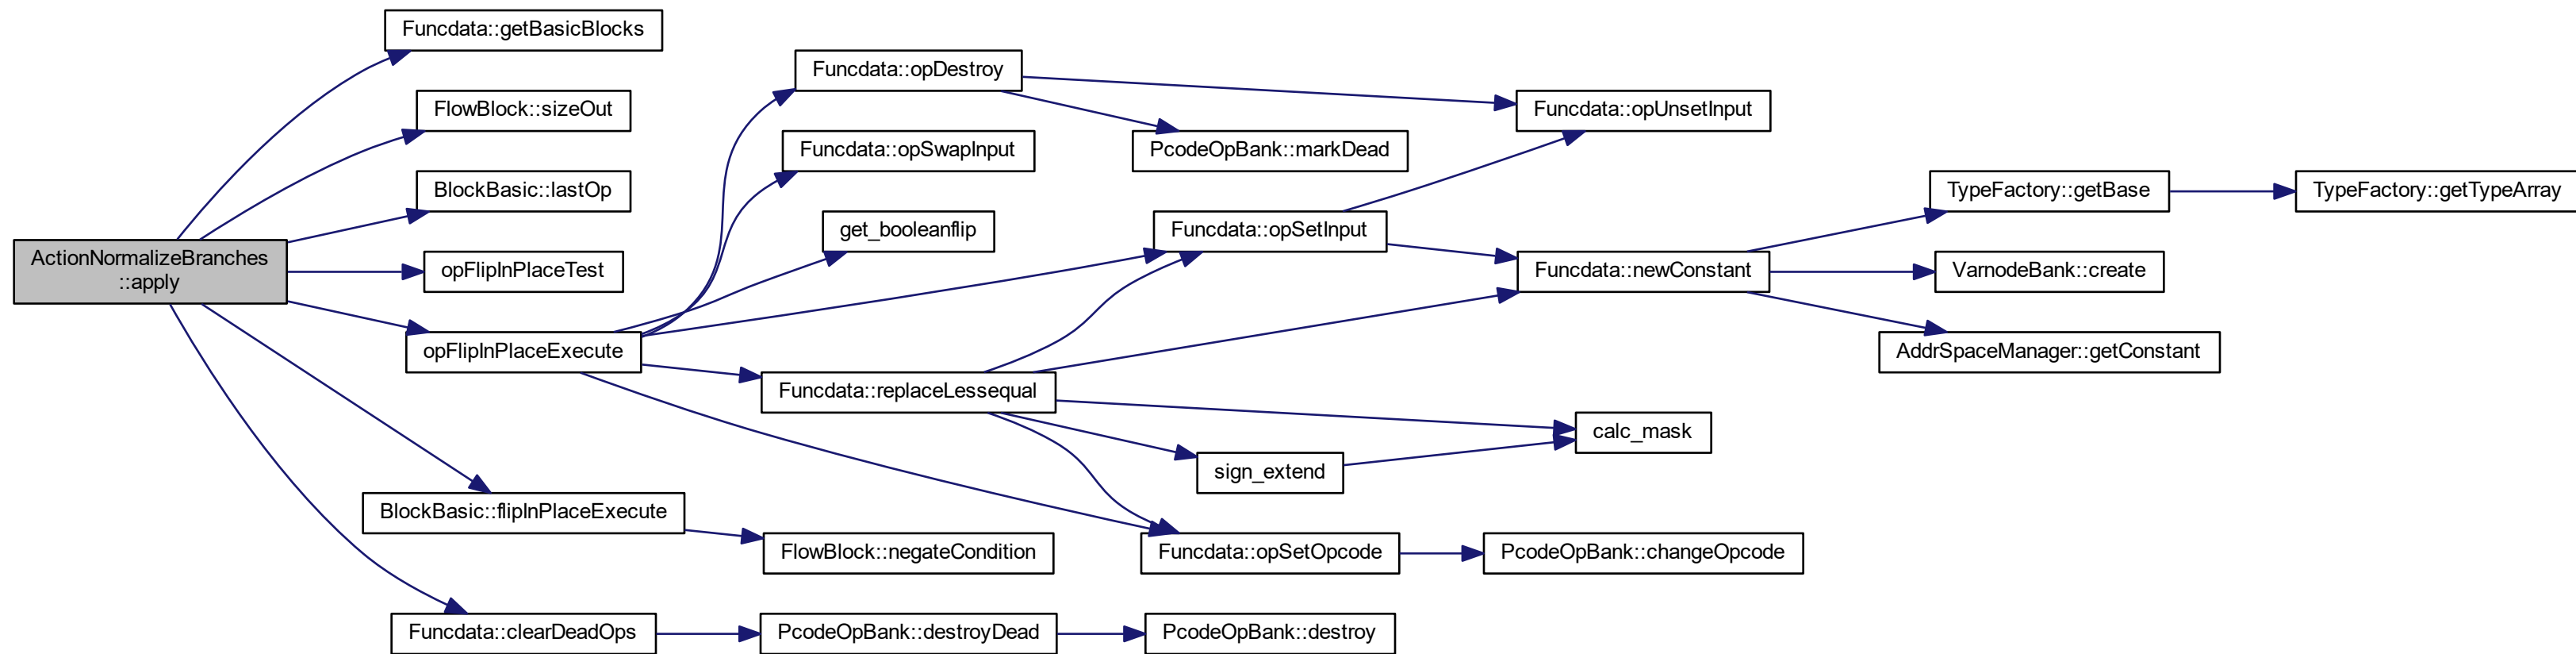 Funcdata::getBasicBlocks
FlowBlock::sizeOut
BlockBasic::lastOp
ActionNormalizeBranches
::apply
opFlipInPlaceTest
opFlipInPlaceExecute
BlockBasic::flipInPlaceExecute
Funcdata::clearDeadOps
Funcdata::opDestroy
Funcdata::opSwapInput
get_booleanflip
Funcdata::replaceLessequal
FlowBlock::negateCondition
PcodeOpBank::destroyDead
PcodeOpBank::markDead
Funcdata::opSetInput
sign_extend
Funcdata::opSetOpcode
PcodeOpBank::destroy
Funcdata::opUnsetInput
Funcdata::newConstant
calc_mask
PcodeOpBank::changeOpcode
TypeFactory::getBase
VarnodeBank::create
AddrSpaceManager::getConstant
TypeFactory::getTypeArray